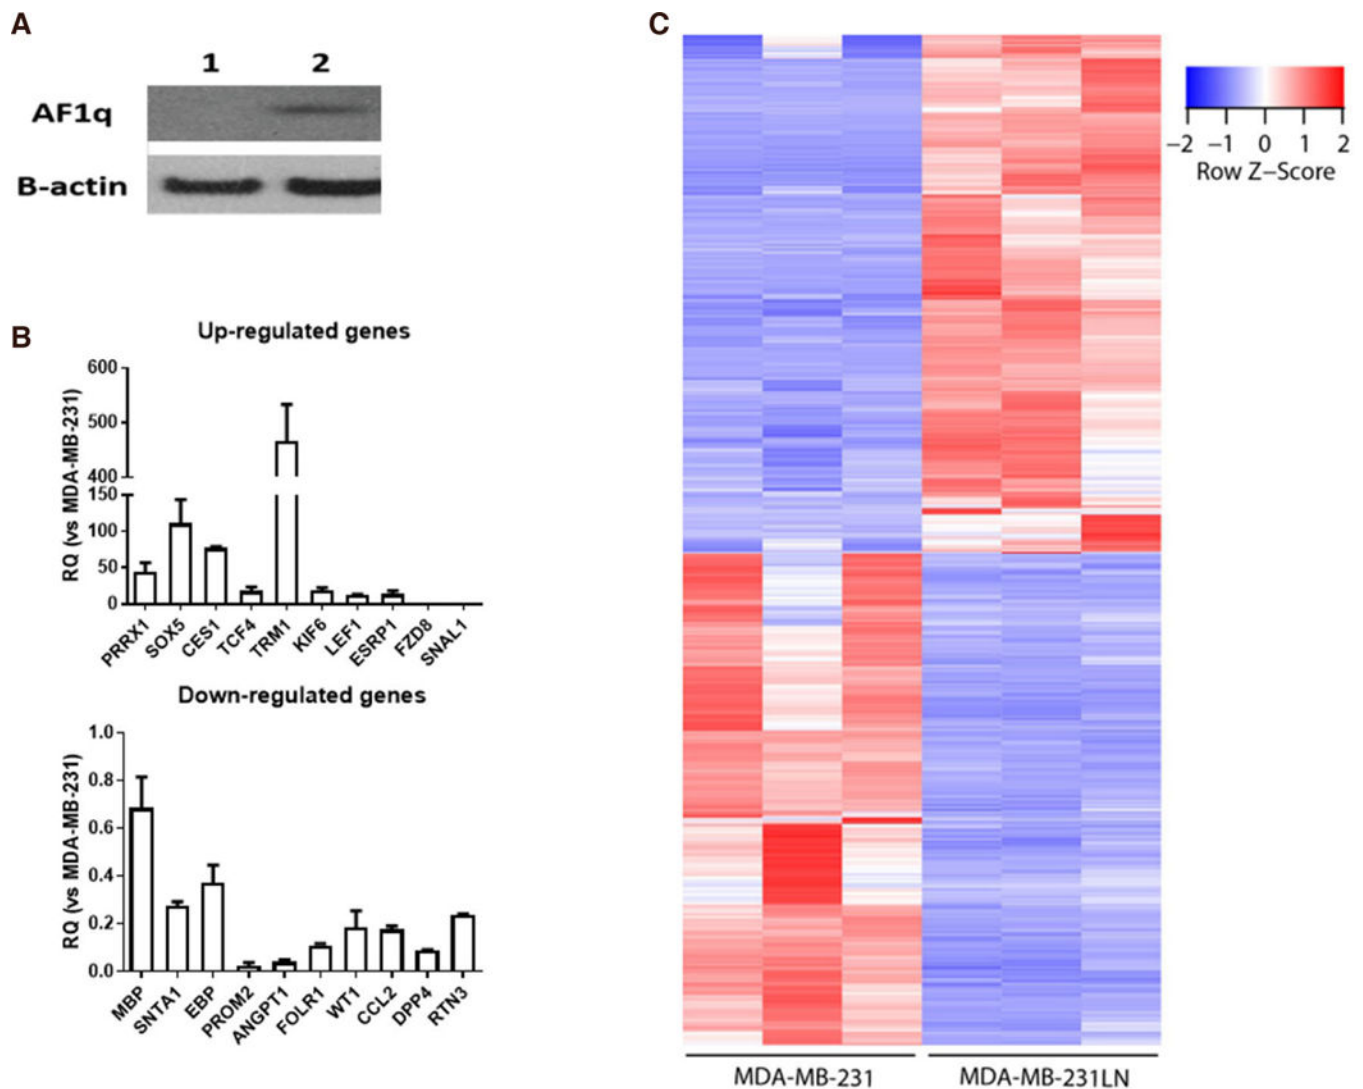 A
1 2
AF1q
B-actin
B
Up-regulated genes
RQ (vs MDA-MB-231)
600
500
400
150
100
50
0
PRRX1 SOX5 CES1 TCF4 TRM1 KIF6 LEF1 ESRP1 FZD8 SNAL1
Down-regulated genes
RQ (vs MDA-MB-231)
1.0
0.8
0.6
0.4
0.2
0.0
MBP SNTA1 EBP PROM2 ANGPT1 FOLR1 WT1 CCL2 DPP4 RTN3
C
−2 −1 0 1 2
Row Z−Score
MDA-MB-231 MDA-MB-231LN